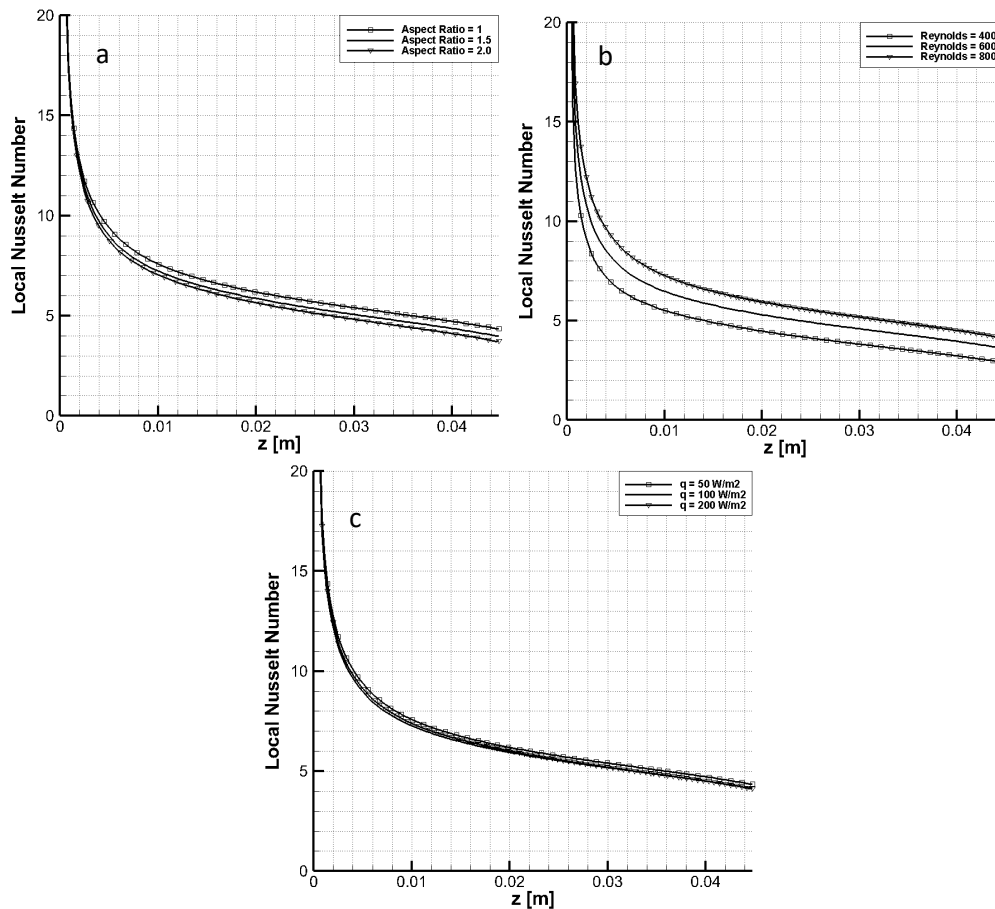 a
Aspect Ratio = 1
Aspect Ratio = 1.5
Aspect Ratio = 2.0
20
15
10
5
0
Local Nusselt Number
0
0.01
0.02
0.03
0.04
z [m]
b
Reynolds = 400
Reynolds = 600
Reynolds = 800
20
15
10
5
0
Local Nusselt Number
0
0.01
0.02
0.03
0.04
z [m]
c
q = 50 W/m2
q = 100 W/m2
q = 200 W/m2
20
15
10
5
0
Local Nusselt Number
0
0.01
0.02
0.03
0.04
z [m]